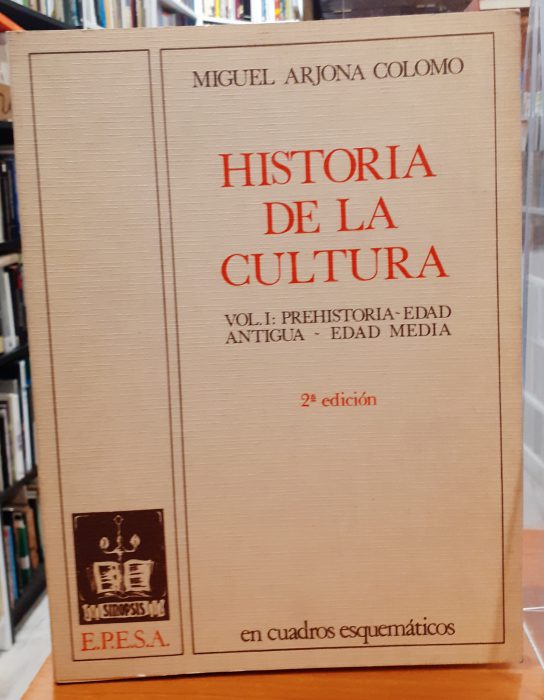 MIGUEL ARJONA COLOMO
HISTORIA
DE LA
CULTURA
VOL. I: PREHISTORIA-EDAD
ANTIGUA - EDAD MEDIA
2ª edición
SINOPSIS
E.P.E.S.A.
en cuadros esquemáticos